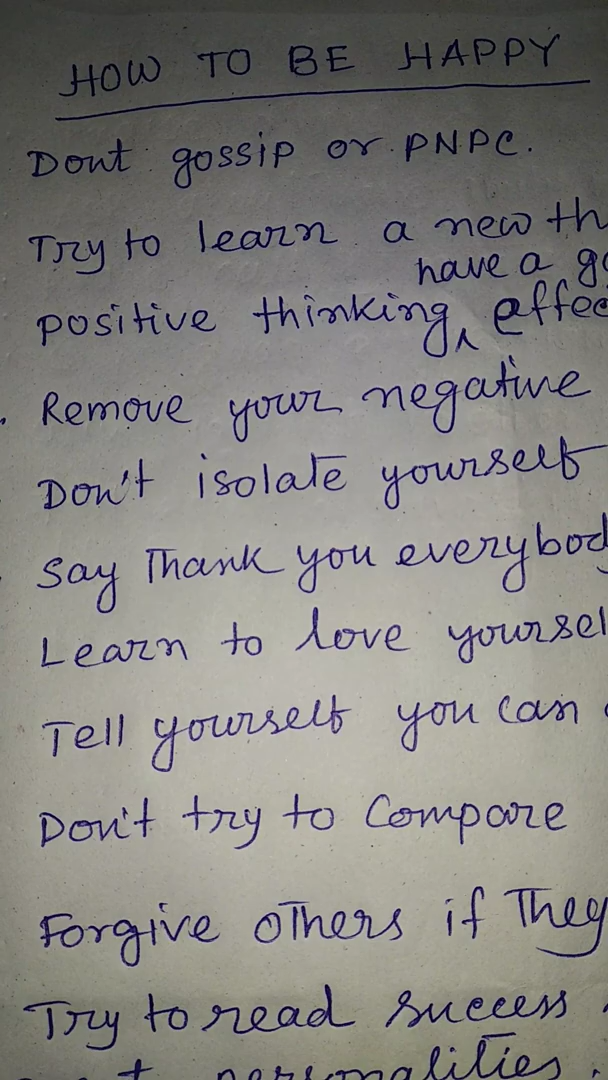 HOW TO BE HAPPY
Dont gossip or PNPC.
Try to learn a new th
have a go
positive thinking ‸ effec
Remove your negative
Don't isolate yourself
Say Thank you everybod
Learn to love yoursel
Tell yourself you can
Don't try to Compare
Forgive others if They
Try to read success
personalities.